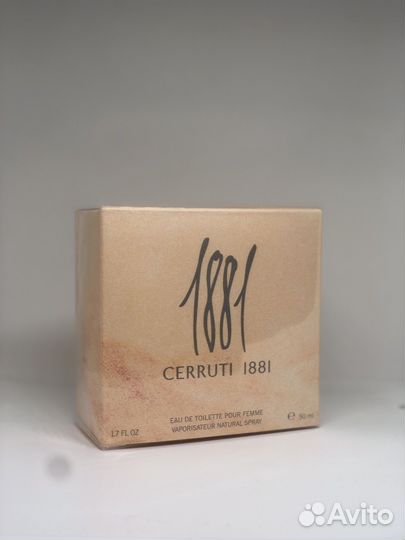 1881
CERRUTI 1881
EAU DE TOILETTE POUR FEMME
VAPORISATEUR NATURAL SPRAY
1.7 FL OZ
e 50 ml
Avito